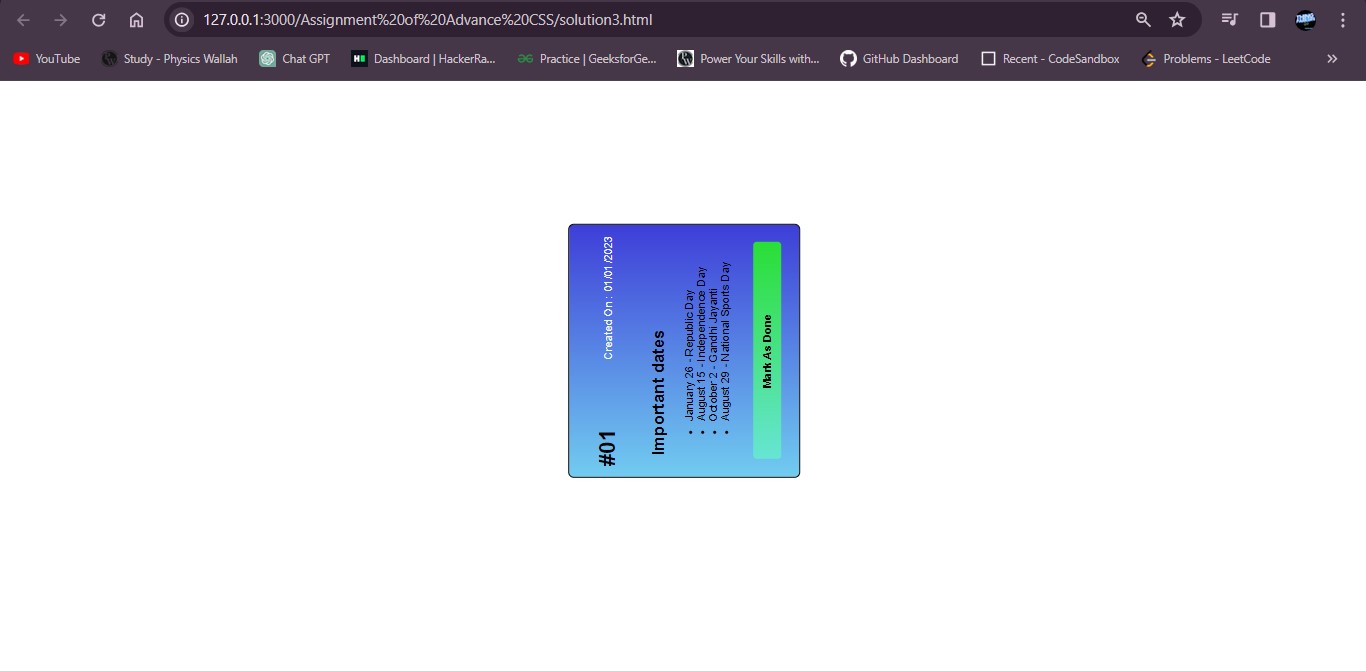 127.0.0.1:3000/Assignment%20of%20Advance%20CSS/solution3.html
YouTube
Study - Physics Wallah
Chat GPT
Dashboard | HackerRa...
Practice | GeeksforGe...
Power Your Skills with...
GitHub Dashboard
Recent - CodeSandbox
Problems - LeetCode
#01
Created On : 01/01/2023
Important dates
• January 26 - Republic Day
• August 15 - Independence Day
• October 2 - Gandhi Jayanti
• August 29 - National Sports Day
Mark As Done